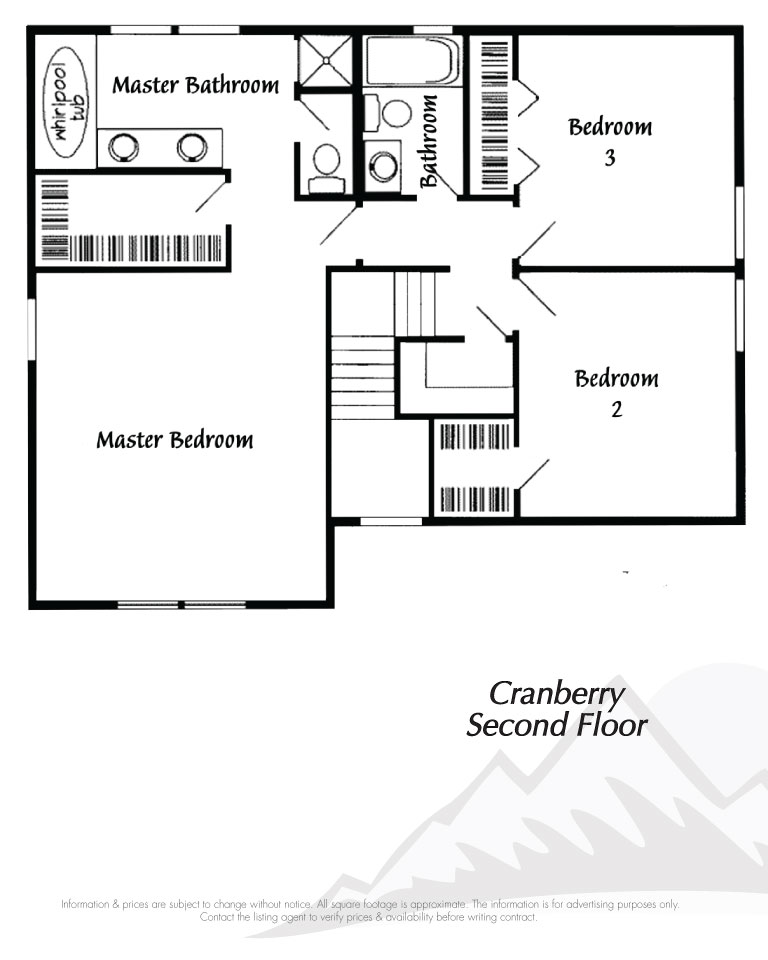 whirlpool
tub
Master Bathroom
Bathroom
Bedroom
3
Bedroom
2
Master Bedroom
Cranberry
Second Floor
Information & prices are subject to change without notice. All square footage is approximate. The information is for advertising purposes only.
Contact the listing agent to verify prices & availability before writing contract.